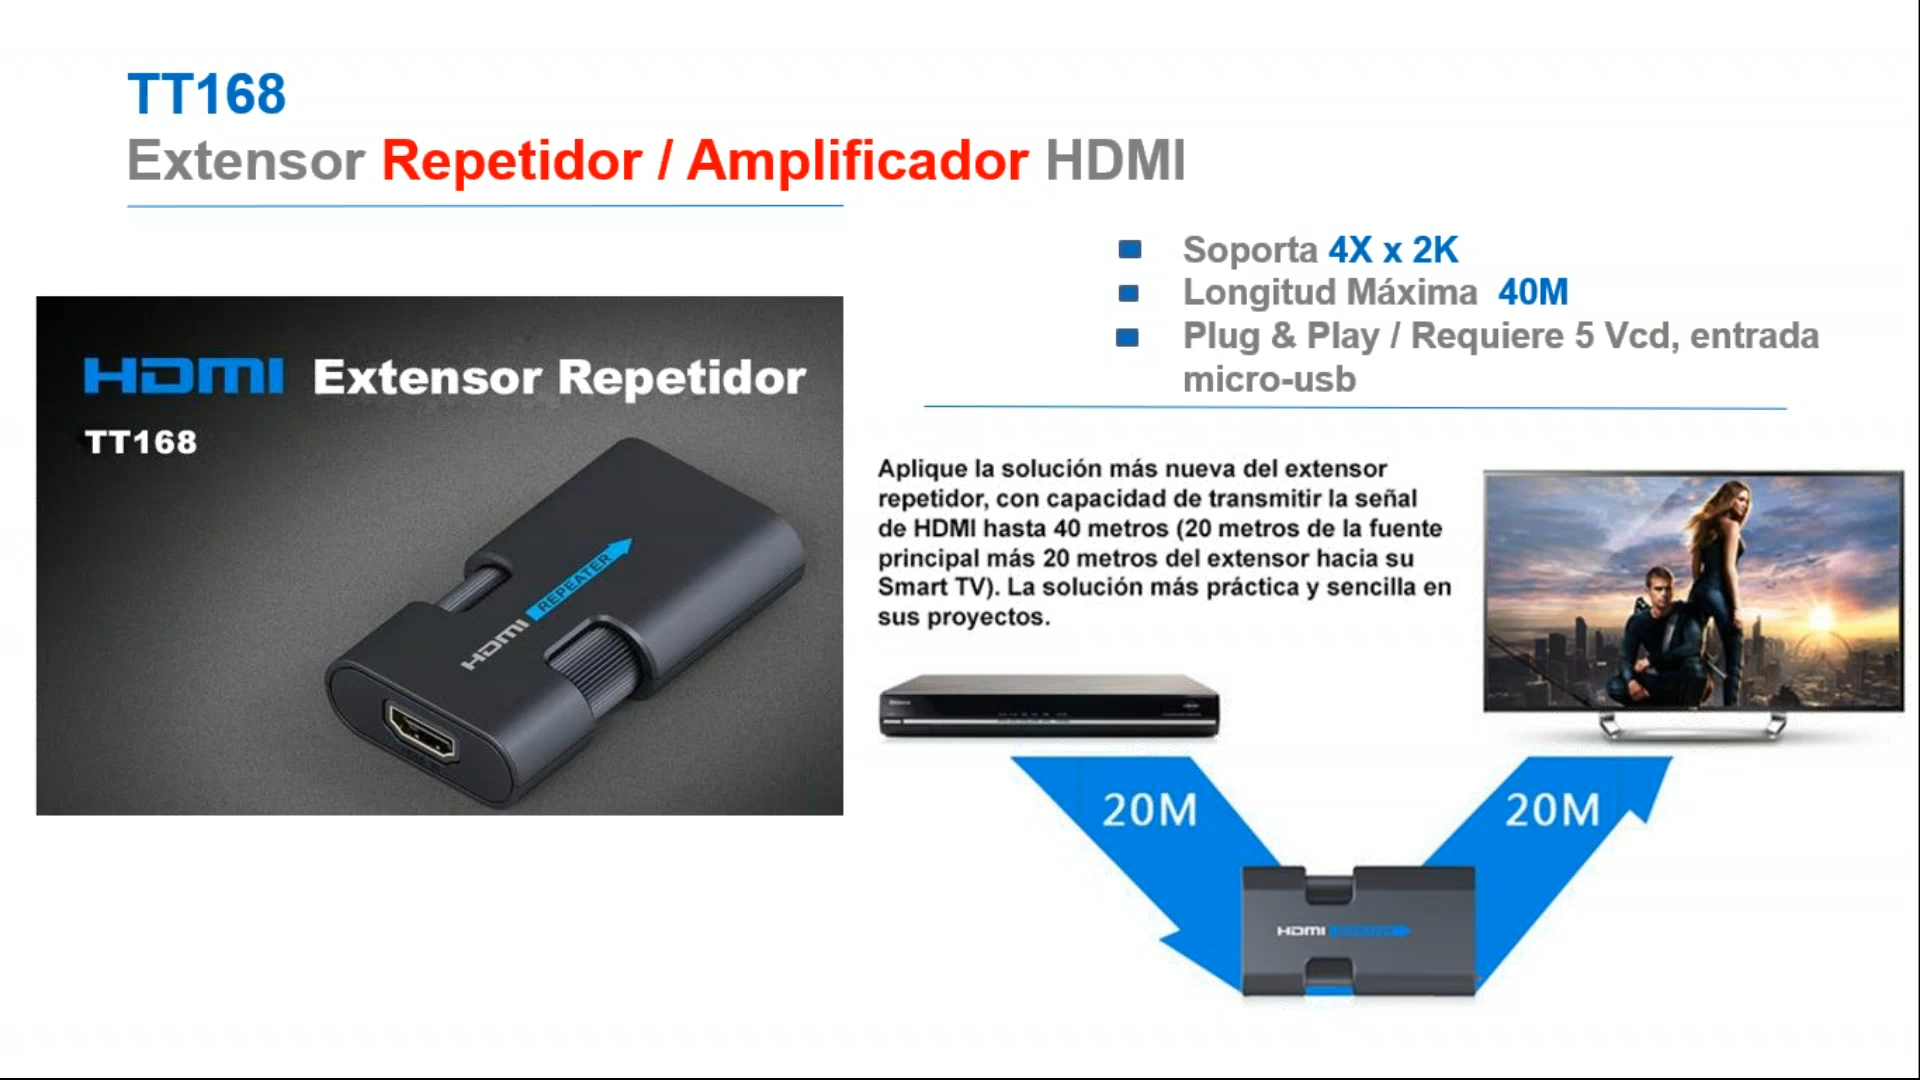 TT168
Extensor Repetidor / Amplificador HDMI
Soporta 4X x 2K
Longitud Máxima 40M
Plug & Play / Requiere 5 Vcd, entrada
micro-usb
HDMI Extensor Repetidor
TT168
HDMI REPEATER
Aplique la solución más nueva del extensor
repetidor, con capacidad de transmitir la señal
de HDMI hasta 40 metros (20 metros de la fuente
principal más 20 metros del extensor hacia su
Smart TV). La solución más práctica y sencilla en
sus proyectos.
20M
20M
HDMI